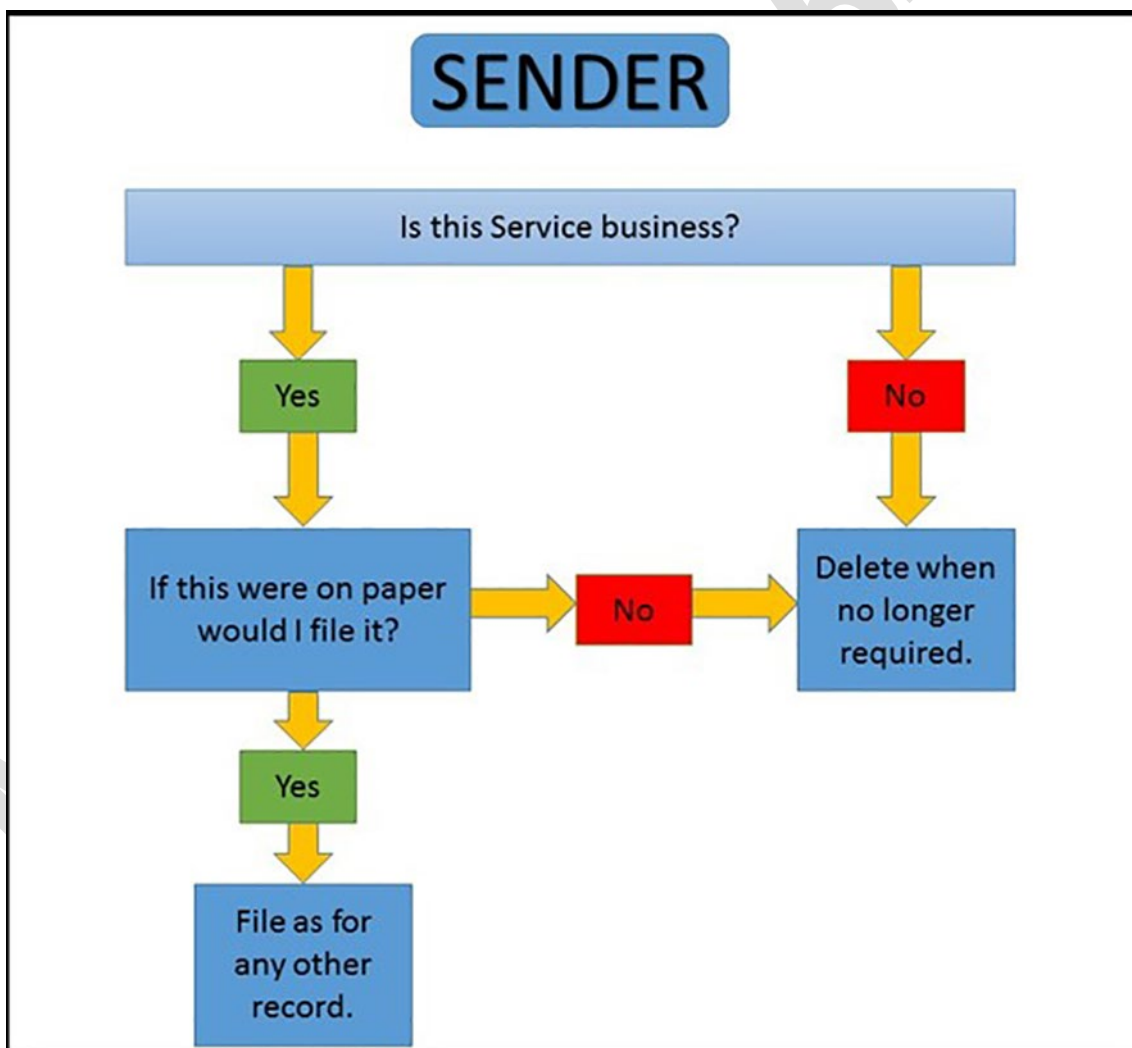 SENDER
Is this Service business?
Yes
No
If this were on paper
would I file it?
No
Delete when
no longer
required.
Yes
File as for
any other
record.